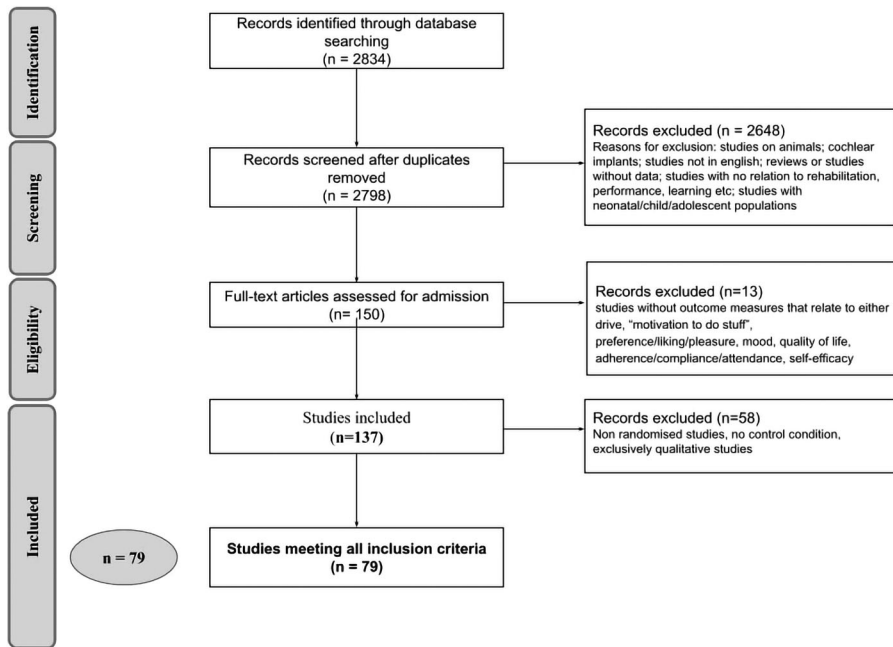 Identification
Records identified through database
searching
(n = 2834)
Screening
Records screened after duplicates
removed
(n = 2798)
Records excluded (n = 2648)
Reasons for exclusion: studies on animals; cochlear
implants; studies not in english; reviews or studies
without data; studies with no relation to rehabilitation,
performance, learning etc; studies with
neonatal/child/adolescent populations
Eligibility
Full-text articles assessed for admission
(n= 150)
Records excluded (n=13)
studies without outcome measures that relate to either
drive, “motivation to do stuff”,
preference/liking/pleasure, mood, quality of life,
adherence/compliance/attendance, self-efficacy
Included
Studies included
(n=137)
Records excluded (n=58)
Non randomised studies, no control condition,
exclusively qualitative studies
n = 79
Studies meeting all inclusion criteria
(n = 79)